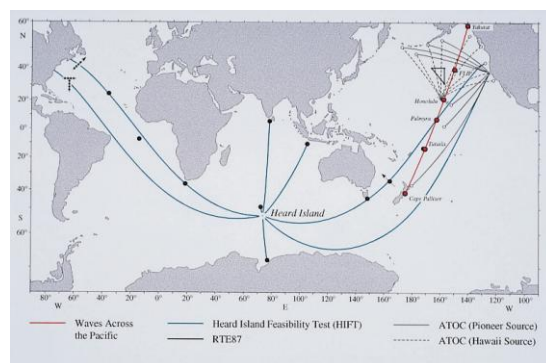 60°
N
40°
20°
0°
20°
40°
S
60°
Yakutat
FLIP
Honolulu
Palmyra
Tutuila
Cape Palliser
Heard Island
80° 60° 40° 20° 0° 20° 40° 60° 80° 100° 120° 140° 160° 180° 160° 140° 120° 100°
W E W
Waves Across
the Pacific
Heard Island Feasibility Test (HIFT)
RTE87
ATOC (Pioneer Source)
ATOC (Hawaii Source)